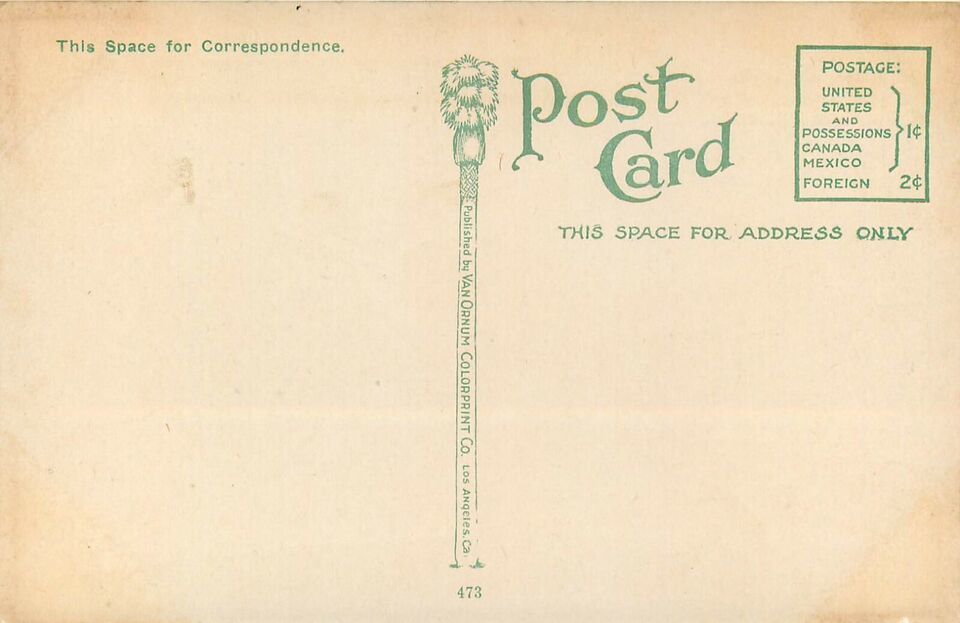 This Space for Correspondence.
Post
Card
POSTAGE:
UNITED
STATES
AND
POSSESSIONS
CANADA
MEXICO
1¢
FOREIGN 2¢
THIS SPACE FOR ADDRESS ONLY
Published by VAN ORNUM COLORPRINT CO. LOS ANGELES, Ca.
473